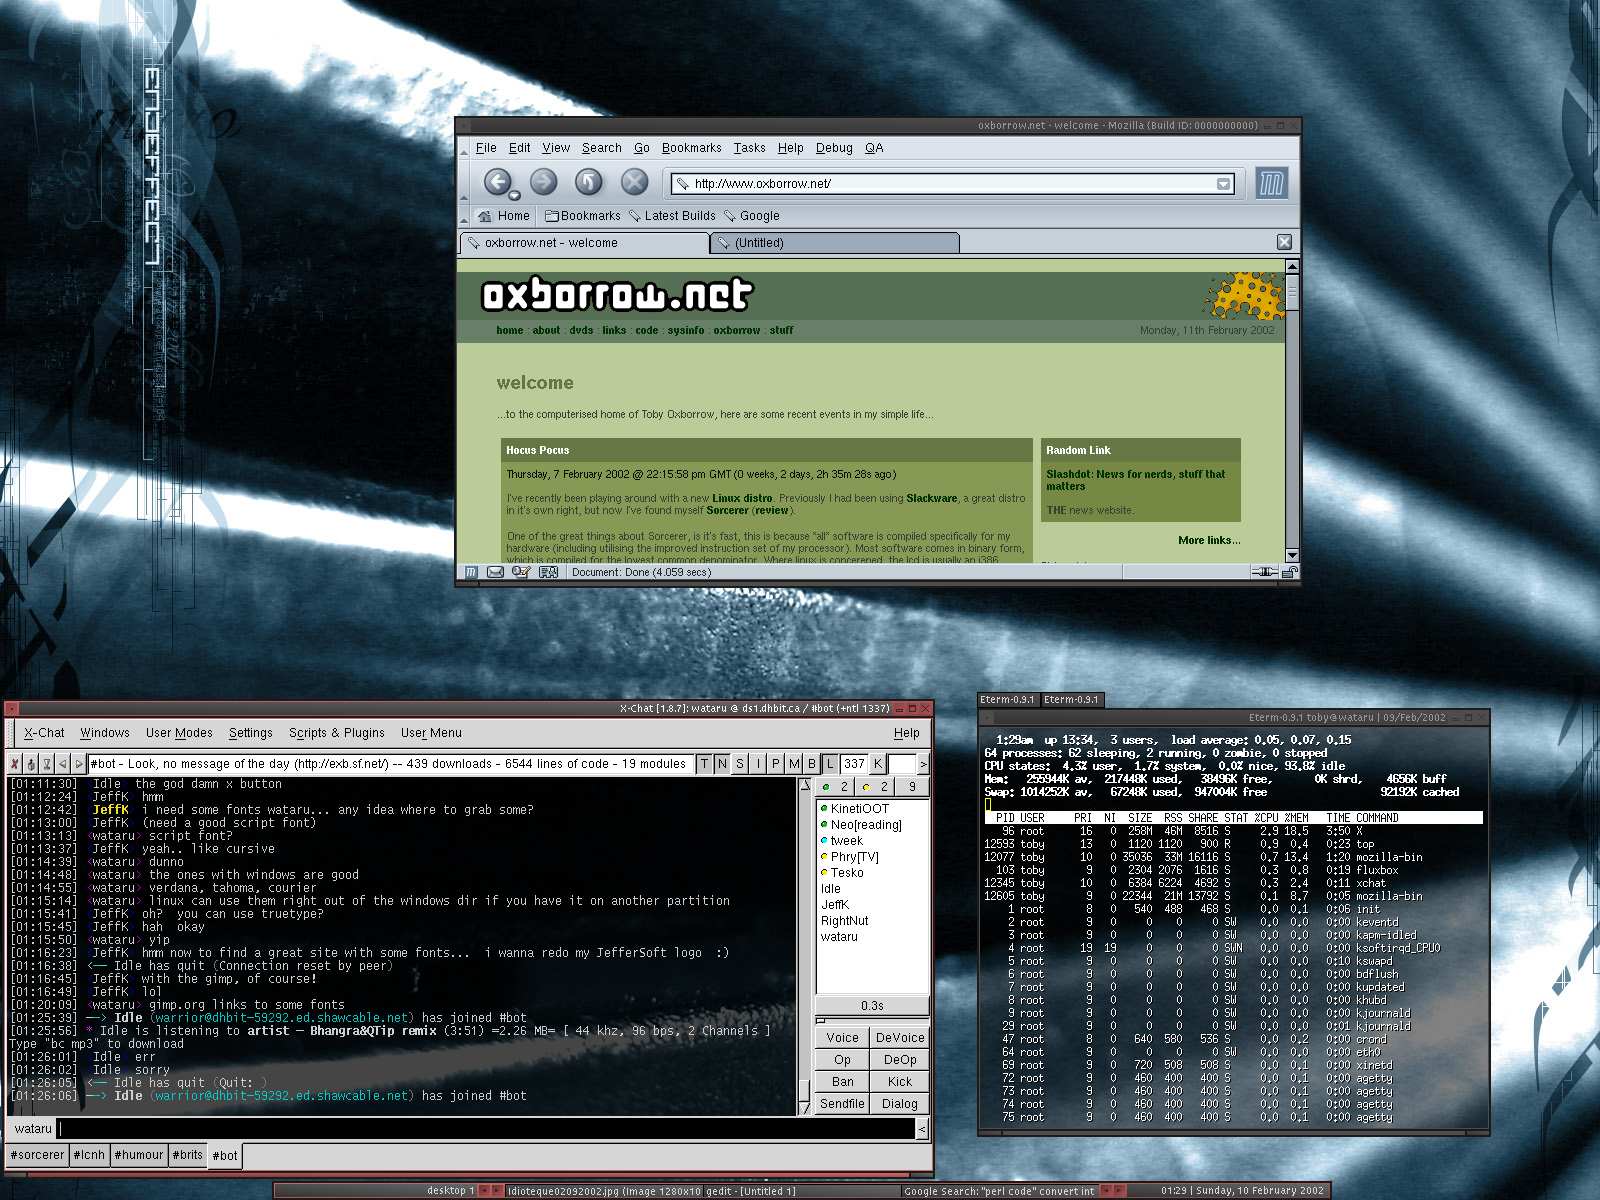 ENDEFFECT
oxborrow.net - welcome - Mozilla (Build ID: 0000000000)
File Edit View Search Go Bookmarks Tasks Help Debug QA
http://www.oxborrow.net/
Home Bookmarks Latest Builds Google
oxborrow.net - welcome (Untitled)
oxborrow.net
home : about : dvds : links : code : sysinfo : oxborrow : stuff
Monday, 11th February 2002
welcome
...to the computerised home of Toby Oxborrow, here are some recent events in my simple life...
Hocus Pocus
Thursday, 7 February 2002 @ 22:15:58 pm GMT (0 weeks, 2 days, 2h 35m 28s ago)
I've recently been playing around with a new Linux distro. Previously I had been using Slackware, a great distro
in it's own right, but now I've found myself Sorcerer (review).
One of the great things about Sorcerer, is it's fast, this is because "all" software is compiled specifically for my
hardware (including utilising the improved instruction set of my processor). Most software comes in binary form,
which is compiled for the lowest common denominator. Where linux is concerened, the lcd is usually an i386
Random Link
Slashdot: News for nerds, stuff that
matters
THE news website.
More links...
Document: Done (4.059 secs)
X-Chat [1.8.7]: wataru @ ds1.dhbit.ca / #bot (+ntl 1337)
X-Chat Windows User Modes Settings Scripts & Plugins User Menu Help
#bot - Look, no message of the day (http://exb.sf.net/) -- 439 downloads - 6544 lines of code - 19 modules T N S I P M B L 337 K >
[01:11:30] Idle the god damn x button
[01:12:24] JeffK hmm
[01:12:42] JeffK i need some fonts wataru... any idea where to grab some?
[01:13:00] JeffK (need a good script font)
[01:13:13] <wataru> script font?
[01:13:37] JeffK yeah.. like cursive
[01:14:39] <wataru> dunno
[01:14:48] <wataru> the ones with windows are good
[01:14:55] <wataru> verdana, tahoma, courier
[01:15:14] <wataru> linux can use them right out of the windows dir if you have it on another partition
[01:15:41] JeffK oh? you can use truetype?
[01:15:45] JeffK hah okay
[01:15:50] <wataru> yip
[01:16:23] JeffK hmm now to find a great site with some fonts... i wanna redo my JefferSoft logo :)
[01:16:38] <-- Idle has quit (Connection reset by peer)
[01:16:45] JeffK with the gimp, of course!
[01:16:49] JeffK lol
[01:20:09] <wataru> gimp.org links to some fonts
[01:25:39] --> Idle (warrior@dhbit-59292.ed.shawcable.net) has joined #bot
[01:25:56] * Idle is listening to artist - Bhangra&QTip remix (3:51) =2.26 MB= [ 44 khz, 96 bps, 2 Channels ]
Type "bc mp3" to download
[01:26:01] Idle err
[01:26:02] Idle sorry
[01:26:05] <-- Idle has quit (Quit: )
[01:26:06] --> Idle (warrior@dhbit-59292.ed.shawcable.net) has joined #bot
2 2 9
KinetiOOT
Neo[reading]
tweek
Phry[TV]
Tesko
Idle
JeffK
RightNut
wataru
0.3s
Voice DeVoice
Op DeOp
Ban Kick
Sendfile Dialog
wataru
<
#sorcerer #lcnh #humour #brits #bot
Eterm-0.9.1 Eterm-0.9.1
Eterm-0.9.1 toby@wataru | 09/Feb/2002
1:29am up 13:34, 3 users, load average: 0.05, 0.07, 0.15
64 processes: 62 sleeping, 2 running, 0 zombie, 0 stopped
CPU states: 4.3% user, 1.7% system, 0.0% nice, 93.8% idle
Mem: 255944K av, 217448K used, 38496K free, 0K shrd, 4656K buff
Swap: 1014252K av, 67248K used, 947004K free 92192K cached
PID USER PRI NI SIZE RSS SHARE STAT %CPU %MEM TIME COMMAND
96 root 16 0 258M 46M 8516 S 2.9 18.5 3:50 X
12593 toby 13 0 1120 1120 900 R 0.9 0.4 0:23 top
12077 toby 10 0 35036 33M 16116 S 0.7 13.4 1:20 mozilla-bin
103 toby 9 0 2304 2076 1616 S 0.3 0.8 0:19 fluxbox
12345 toby 10 0 6384 6224 4692 S 0.3 2.4 0:11 xchat
12605 toby 9 0 22344 21M 13792 S 0.1 8.7 0:05 mozilla-bin
1 root 8 0 540 488 468 S 0.0 0.1 0:06 init
2 root 9 0 0 0 0 SW 0.0 0.0 0:00 keventd
3 root 9 0 0 0 0 SW 0.0 0.0 0:00 kapm-idled
4 root 19 19 0 0 0 SWN 0.0 0.0 0:00 ksoftirqd_CPU0
5 root 9 0 0 0 0 SW 0.0 0.0 0:10 kswapd
6 root 9 0 0 0 0 SW 0.0 0.0 0:00 bdflush
7 root 9 0 0 0 0 SW 0.0 0.0 0:00 kupdated
8 root 9 0 0 0 0 SW 0.0 0.0 0:00 khubd
9 root 9 0 0 0 0 SW 0.0 0.0 0:00 kjournald
29 root 9 0 0 0 0 SW 0.0 0.0 0:01 kjournald
47 root 8 0 640 580 536 S 0.0 0.2 0:00 crond
64 root 9 0 0 0 0 SW 0.0 0.0 0:00 eth0
69 root 9 0 720 508 508 S 0.0 0.1 0:00 xinetd
72 root 9 0 460 400 400 S 0.0 0.1 0:00 agetty
73 root 9 0 460 400 400 S 0.0 0.1 0:00 agetty
74 root 9 0 460 400 400 S 0.0 0.1 0:00 agetty
75 root 9 0 460 400 400 S 0.0 0.1 0:00 agetty
desktop 1 Idioteque02092002.jpg (Image 1280x10 gedit - [Untitled 1] Google Search: "perl code" convert int 01:29 | Sunday, 10 February 2002